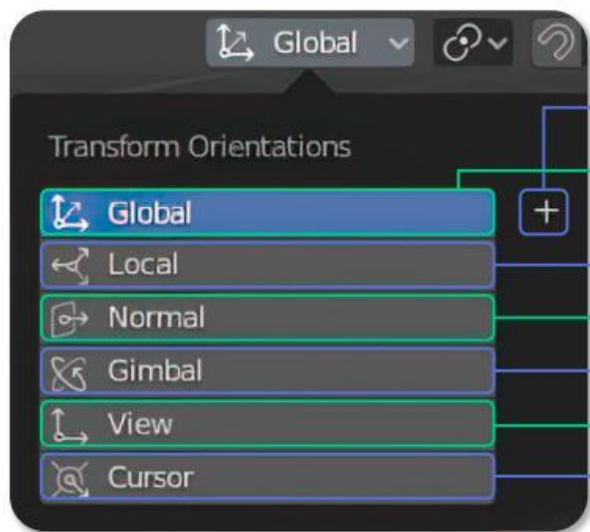 Global
Transform Orientations
Global
+
Local
Normal
Gimbal
View
Cursor